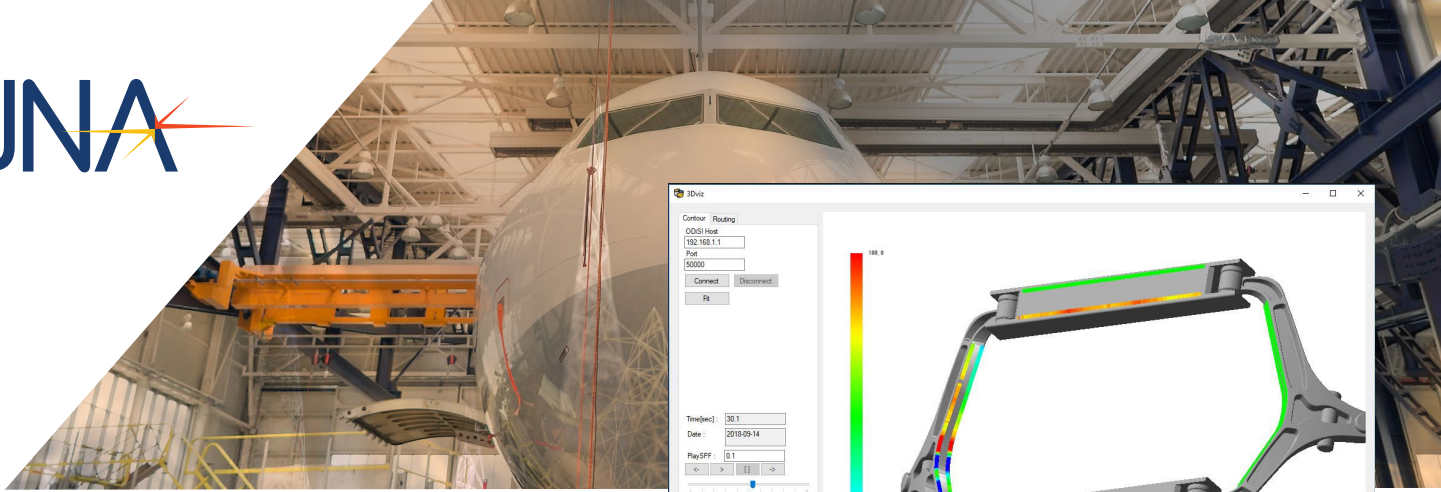 UNA
3Dviz
Contour Routing
ODiSI Host
192.168.1.1
Port
50000
Connect Disconnect
Fit
100.0
Time[sec] : 30.1
Date : 2018-09-14
PlaySPF : 0.1
<- > [ ] ->